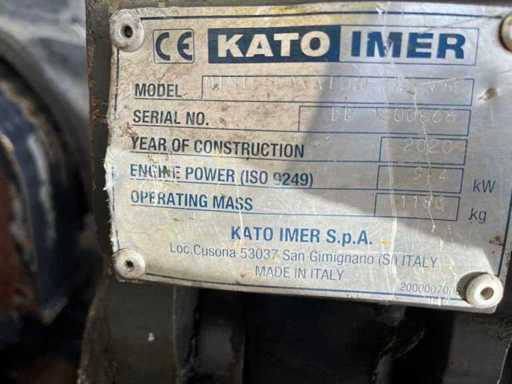 CE KATO IMER
MODEL
SERIAL NO.
YEAR OF CONSTRUCTION 2020
ENGINE POWER (ISO 9249) kW
OPERATING MASS kg
KATO IMER S.p.A.
Loc.Cusona 53037 San Gimignano (SI) ITALY
MADE IN ITALY